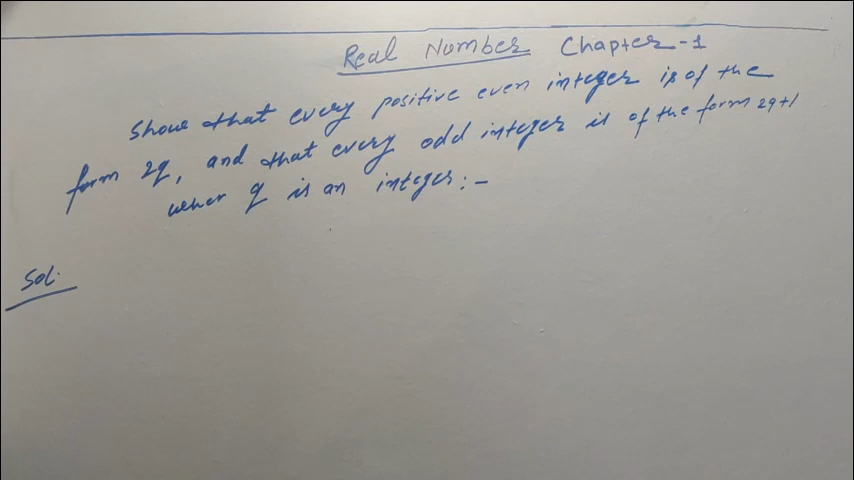 Real Number Chapter-1
Show that every positive even integer is of the
form 2q, and that every odd integer is of the form 2q+1
wher q is an integer:-
Sol.